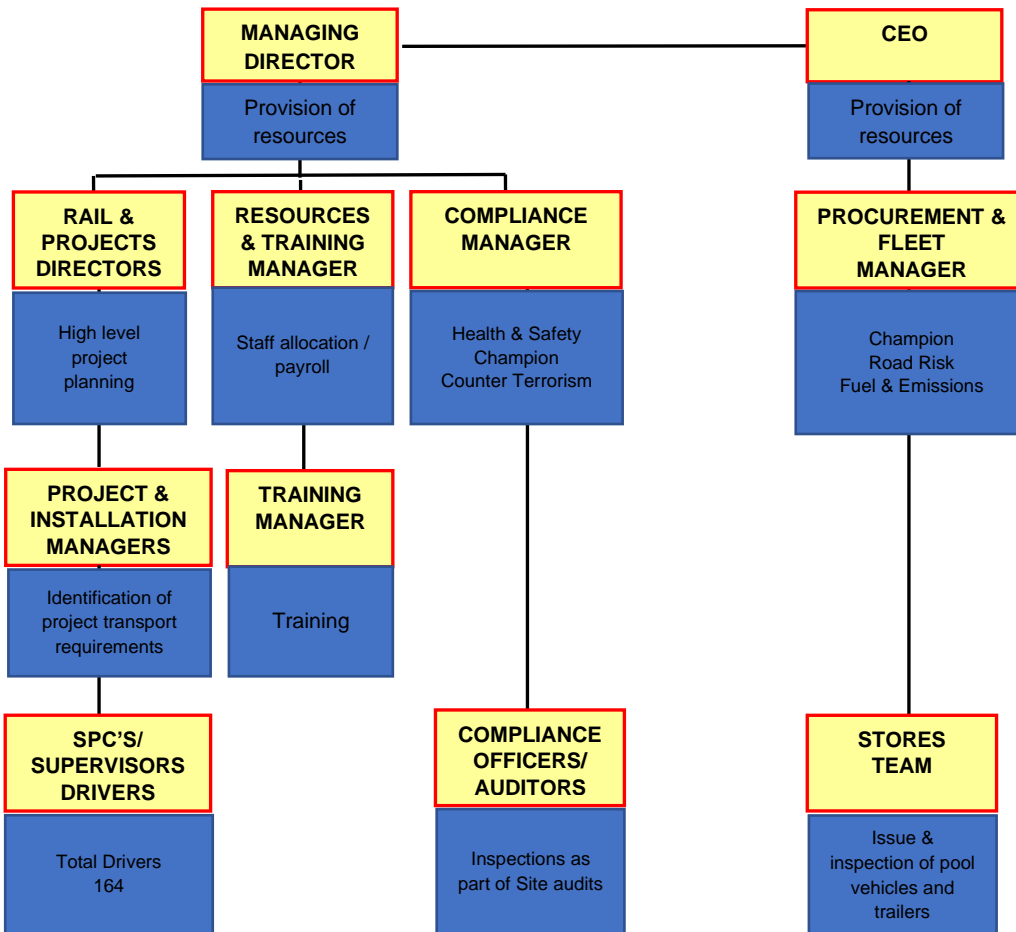 MANAGING
DIRECTOR
Provision of
resources
CEO
Provision of
resources
RAIL &
PROJECTS
DIRECTORS
High level
project
planning
RESOURCES
& TRAINING
MANAGER
Staff allocation /
payroll
COMPLIANCE
MANAGER
Health & Safety
Champion
Counter Terrorism
PROCUREMENT &
FLEET
MANAGER
Champion
Road Risk
Fuel & Emissions
PROJECT &
INSTALLATION
MANAGERS
Identification of
project transport
requirements
TRAINING
MANAGER
Training
SPC'S/
SUPERVISORS
DRIVERS
Total Drivers
164
COMPLIANCE
OFFICERS/
AUDITORS
Inspections as
part of Site audits
STORES
TEAM
Issue &
inspection of pool
vehicles and
trailers